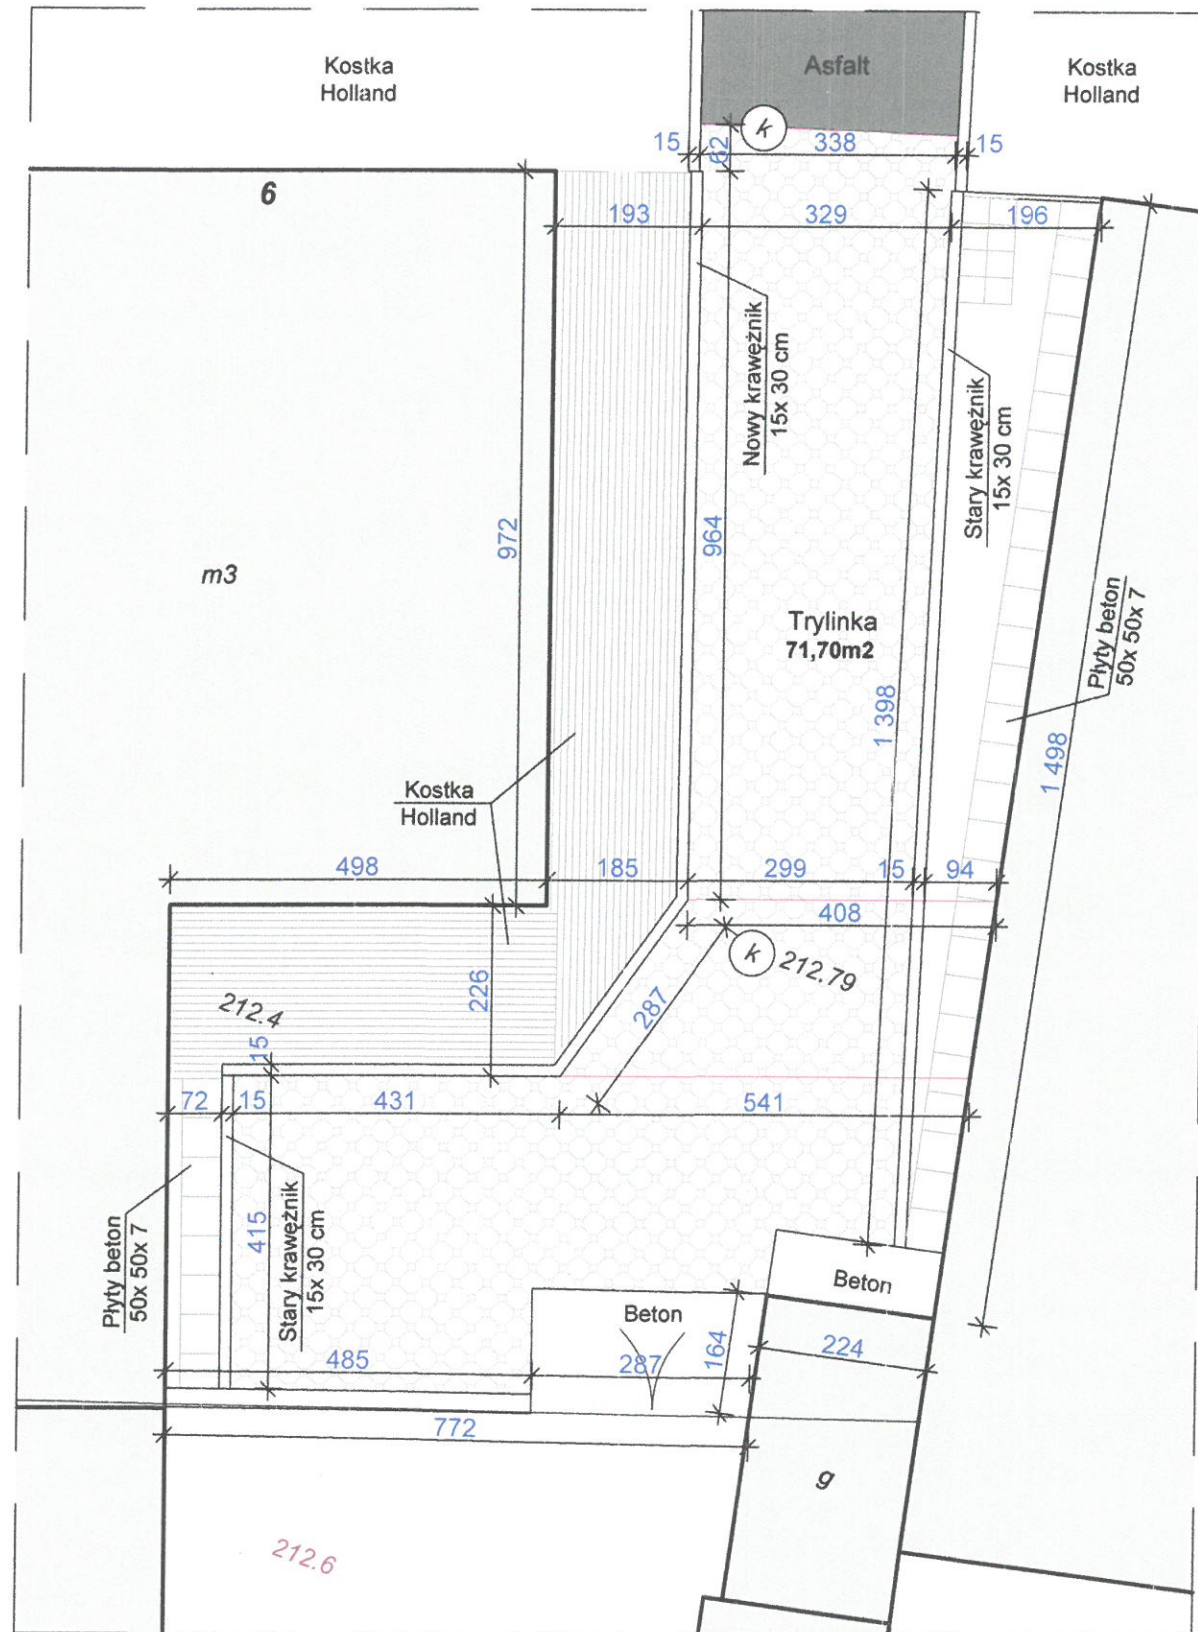 Kostka
Holland
Asfalt
Kostka
Holland
k
15
62
338
15
6
193
329
196
Nowy krawężnik
15x 30 cm
Stary krawężnik
15x 30 cm
972
964
m3
Trylinka
71,70m2
Płyty beton
50x 50x 7
1 398
1 498
Kostka
Holland
498
185
299
15
94
408
k
212.79
226
287
212.4
15
72
15
431
541
Płyty beton
50x 50x 7
415
Stary krawężnik
15x 30 cm
Beton
Beton
485
287
164
224
772
g
212.6